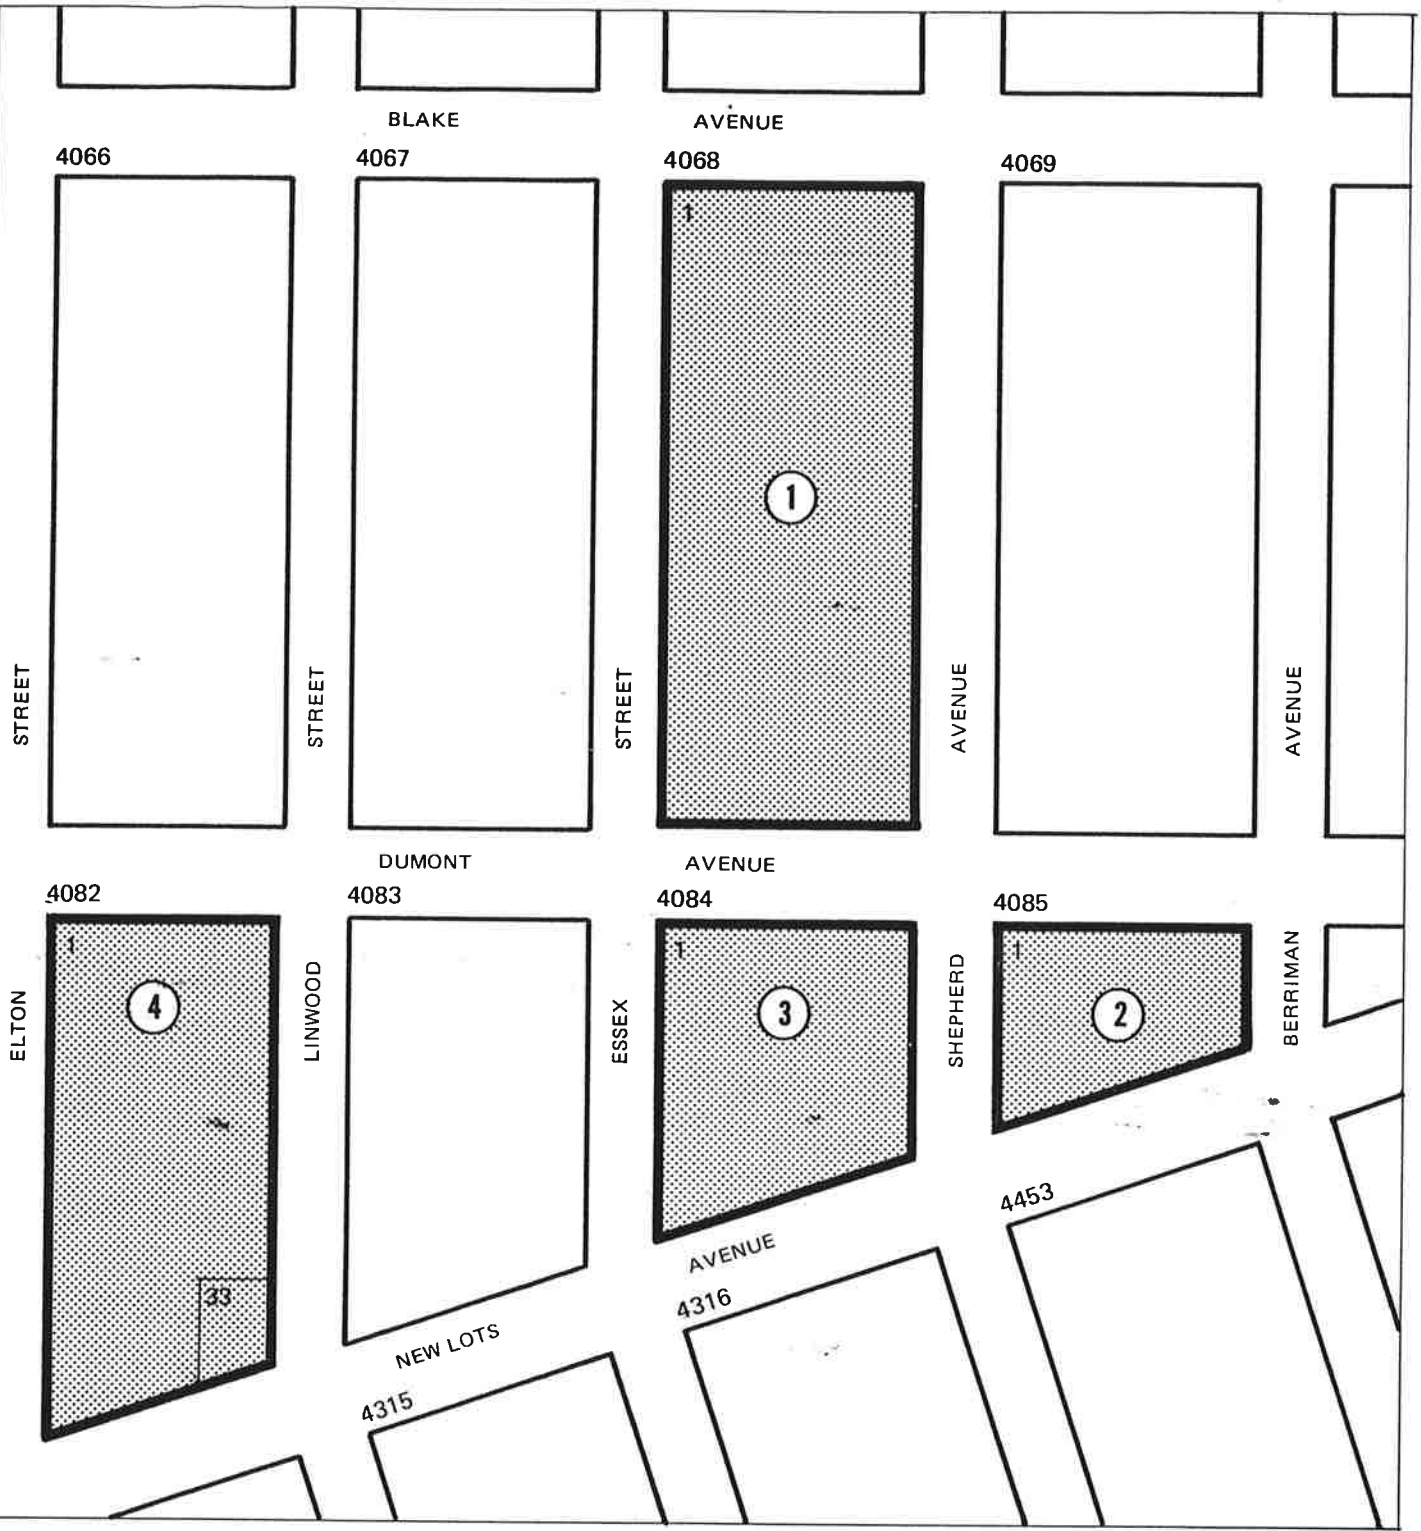 BLAKE AVENUE
4066 4067 4068 4069
1
1
STREET STREET STREET AVENUE AVENUE
DUMONT AVENUE
4082 4083 4084 4085
1 1 1
4 3 2
ELTON LINWOOD ESSEX SHEPHERD BERRIMAN
33
NEW LOTS AVENUE
4315 4316 4453